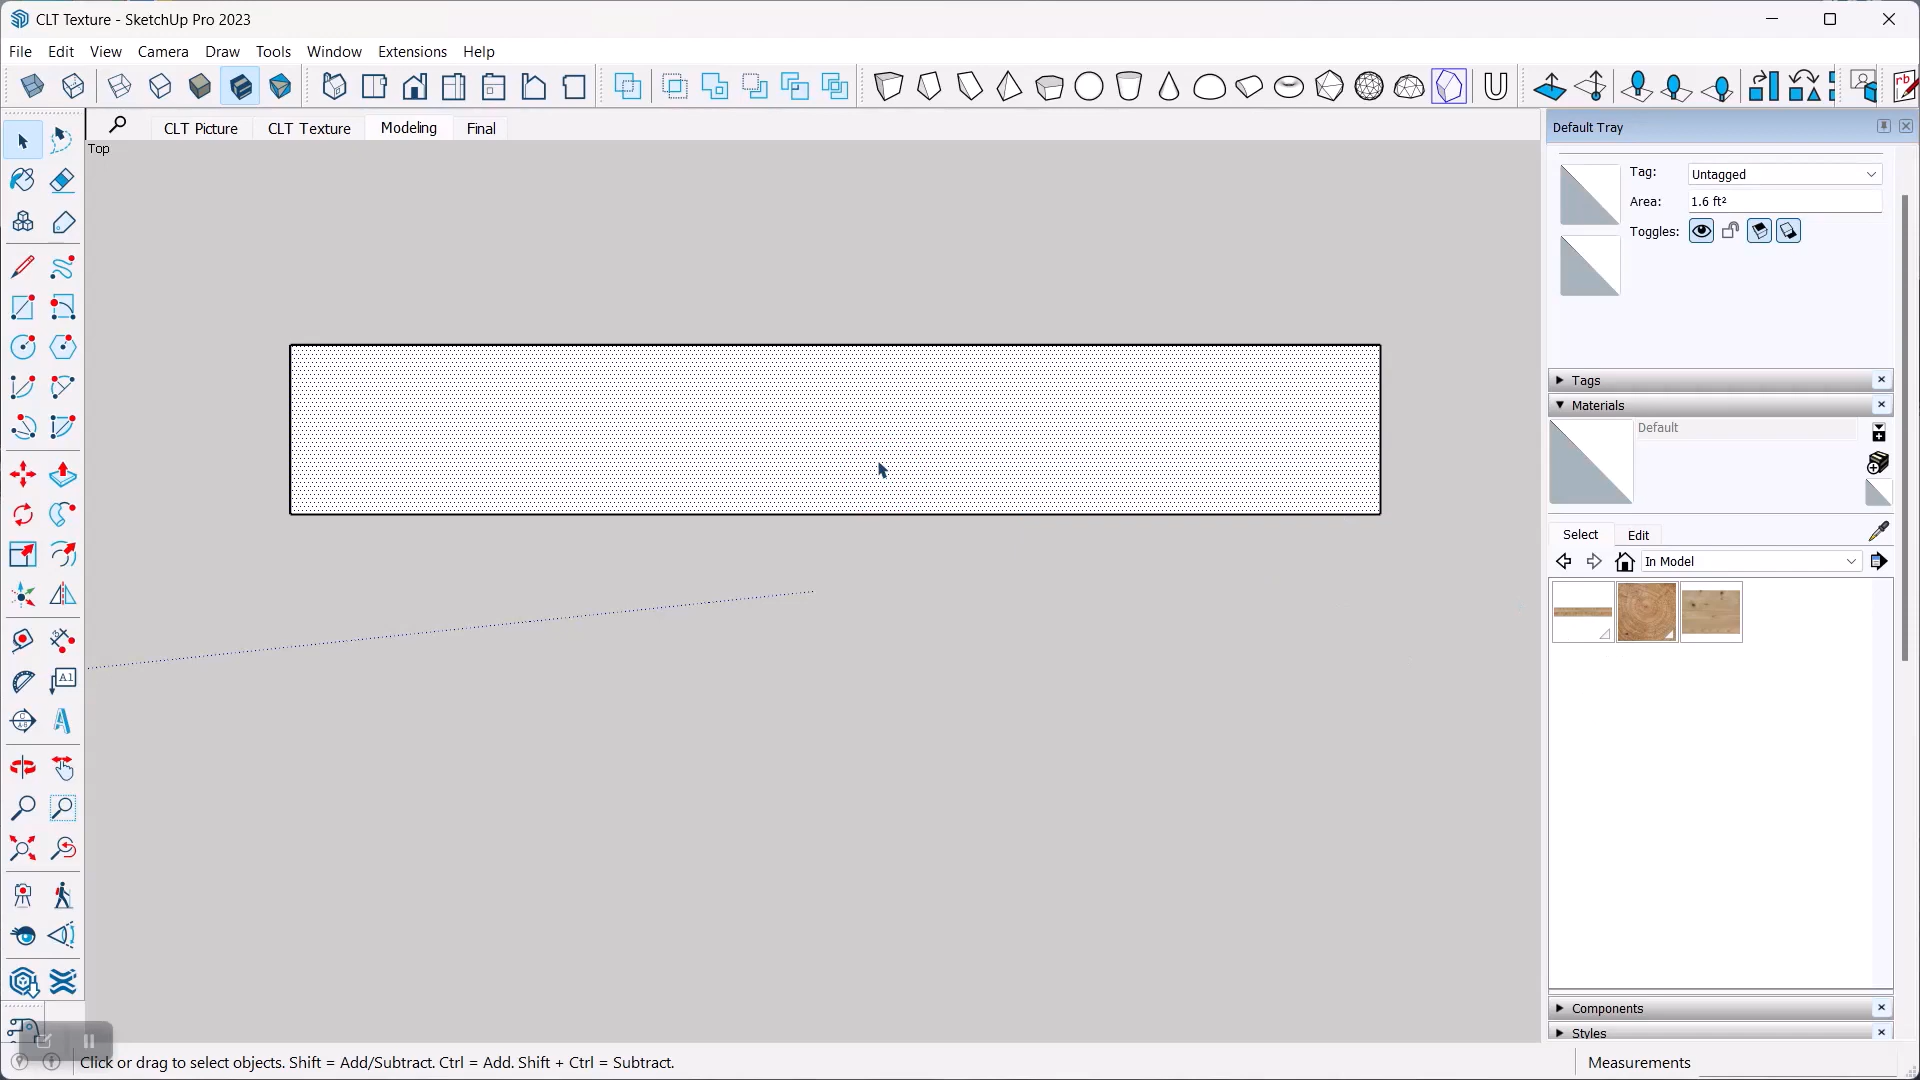 CLT Texture - SketchUp Pro 2023
File Edit View Camera Draw Tools Window Extensions Help
rb
CLT Picture CLT Texture Modeling Final
Default Tray
Top
Tag: Untagged
Area: 1.6 ft²
Toggles:
Tags
Materials
Default
Select Edit
In Model
A1
A
Components
Styles
Click or drag to select objects. Shift = Add/Subtract. Ctrl = Add. Shift + Ctrl = Subtract.
Measurements